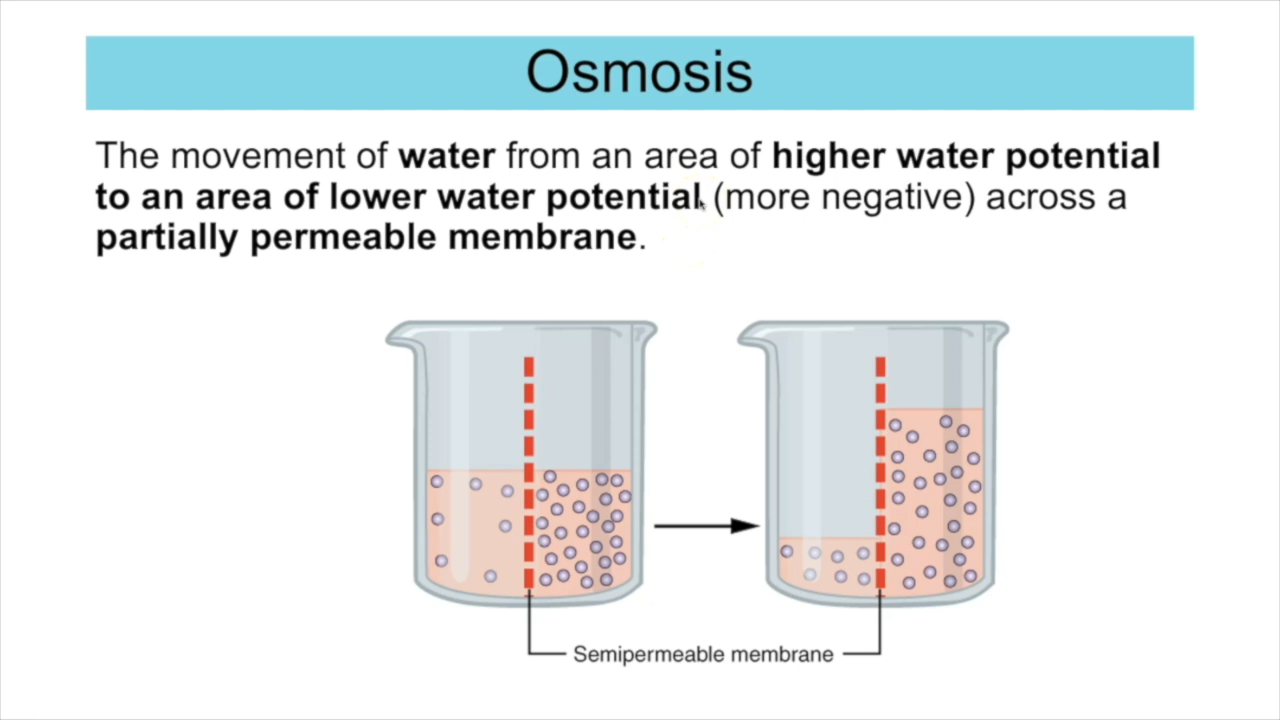 Osmosis
The movement of water from an area of higher water potential
to an area of lower water potential (more negative) across a
partially permeable membrane.
Semipermeable membrane